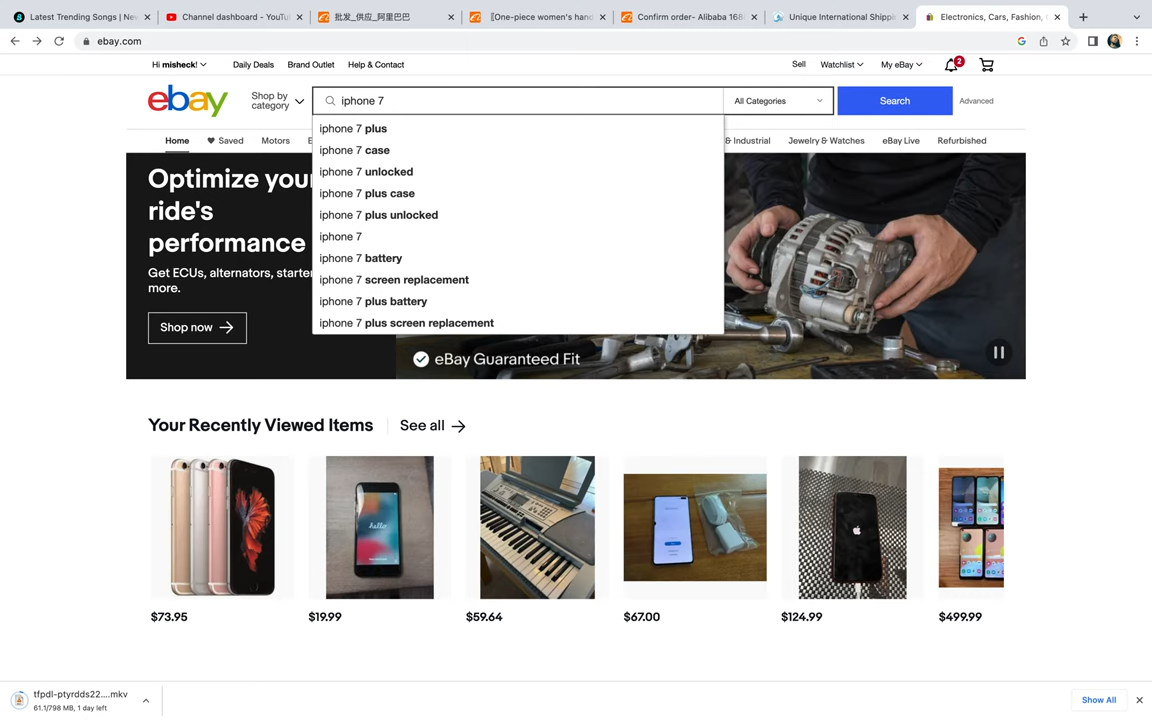 Latest Trending Songs | Ne
Channel dashboard - YouTu
批发_供应_阿里巴巴
〖One-piece women's hand
Confirm order- Alibaba 168
Unique International Shippi
Electronics, Cars, Fashion,
ebay.com
Hi misheck!
Daily Deals
Brand Outlet
Help & Contact
Sell
Watchlist
My eBay
2
ebay
Shop by
category
iphone 7
All Categories
Search
Advanced
Home
Saved
Motors
E
& Industrial
Jewelry & Watches
eBay Live
Refurbished
iphone 7 plus
iphone 7 case
iphone 7 unlocked
iphone 7 plus case
iphone 7 plus unlocked
iphone 7
iphone 7 battery
iphone 7 screen replacement
iphone 7 plus battery
iphone 7 plus screen replacement
Optimize you
ride's
performance
Get ECUs, alternators, starte
more.
Shop now
eBay Guaranteed Fit
Your Recently Viewed Items
See all
hello
$73.95
$19.99
$59.64
$67.00
$124.99
$499.99
tfpdl-ptyrdds22....mkv
61.1/798 MB, 1 day left
Show All